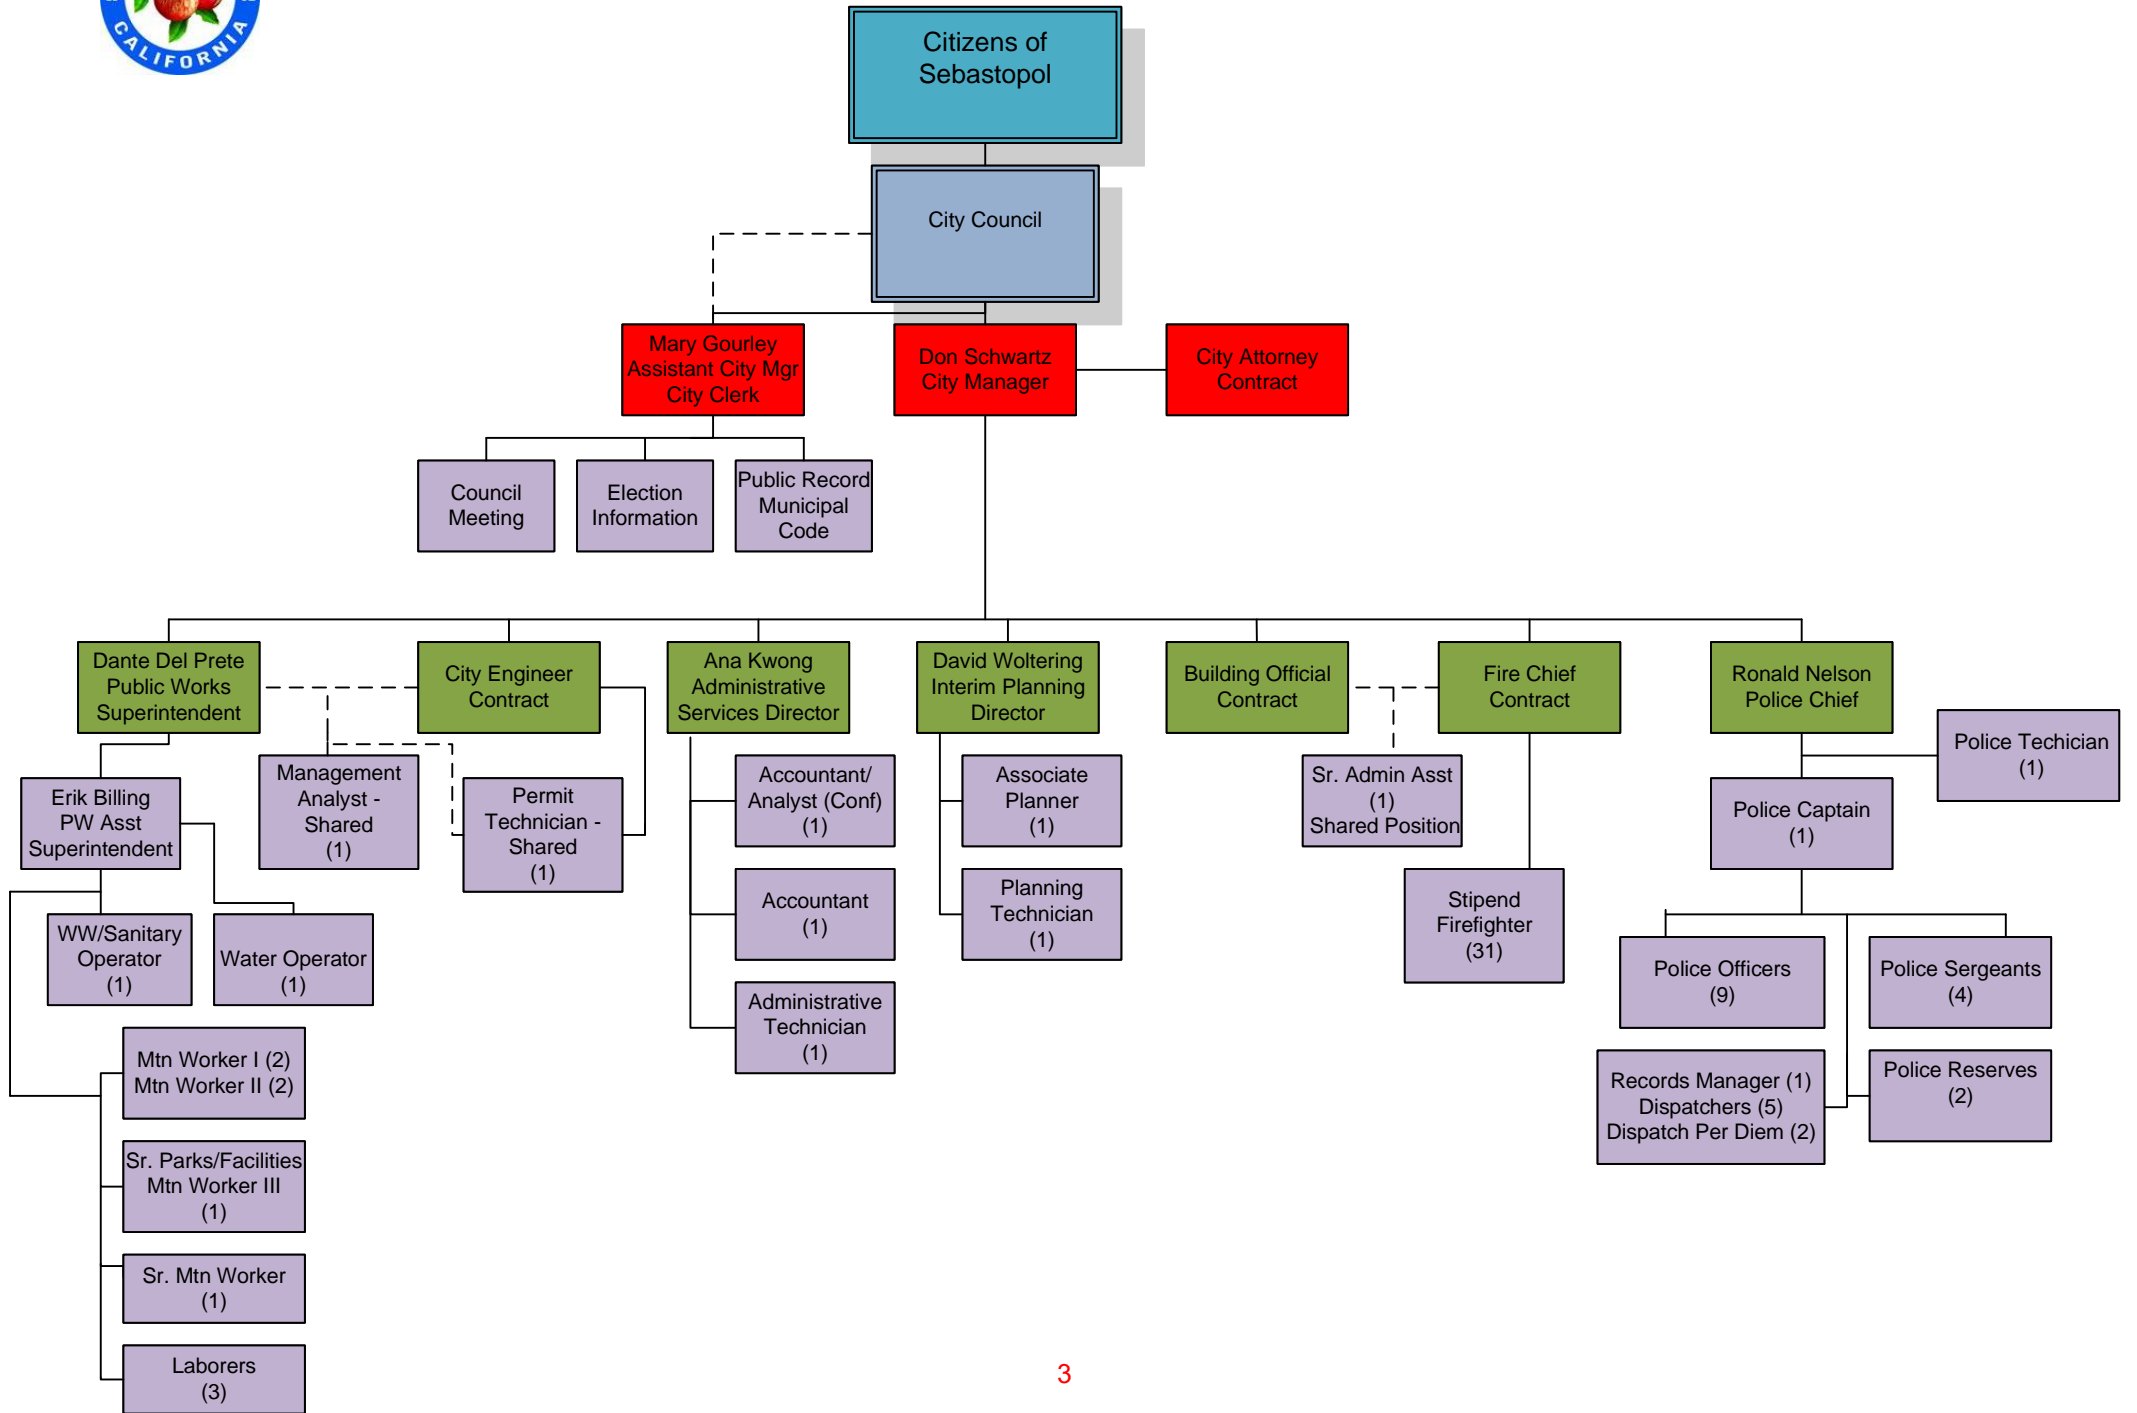 CALIFORNIA
Citizens of
Sebastopol
City Council
Mary Gourley
Assistant City Mgr
City Clerk
Don Schwartz
City Manager
City Attorney
Contract
Council
Meeting
Election
Information
Public Record
Municipal
Code
Dante Del Prete
Public Works
Superintendent
City Engineer
Contract
Ana Kwong
Administrative
Services Director
David Woltering
Interim Planning
Director
Building Official
Contract
Fire Chief
Contract
Ronald Nelson
Police Chief
Police Techician
(1)
Erik Billing
PW Asst
Superintendent
Management
Analyst -
Shared
(1)
Permit
Technician -
Shared
(1)
Accountant/
Analyst (Conf)
(1)
Associate
Planner
(1)
Sr. Admin Asst
(1)
Shared Position
Police Captain
(1)
WW/Sanitary
Operator
(1)
Water Operator
(1)
Accountant
(1)
Planning
Technician
(1)
Stipend
Firefighter
(31)
Police Officers
(9)
Police Sergeants
(4)
Administrative
Technician
(1)
Mtn Worker I (2)
Mtn Worker II (2)
Records Manager (1)
Dispatchers (5)
Dispatch Per Diem (2)
Police Reserves
(2)
Sr. Parks/Facilities
Mtn Worker III
(1)
Sr. Mtn Worker
(1)
Laborers
(3)
3